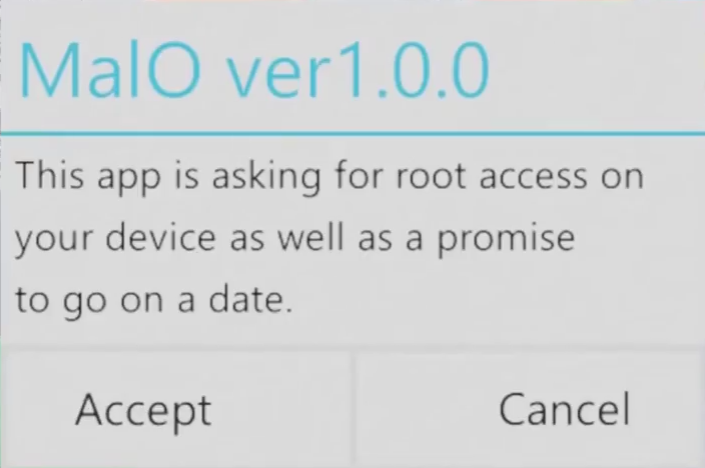 MalO ver1.0.0
This app is asking for root access on
your device as well as a promise
to go on a date.
Accept
Cancel